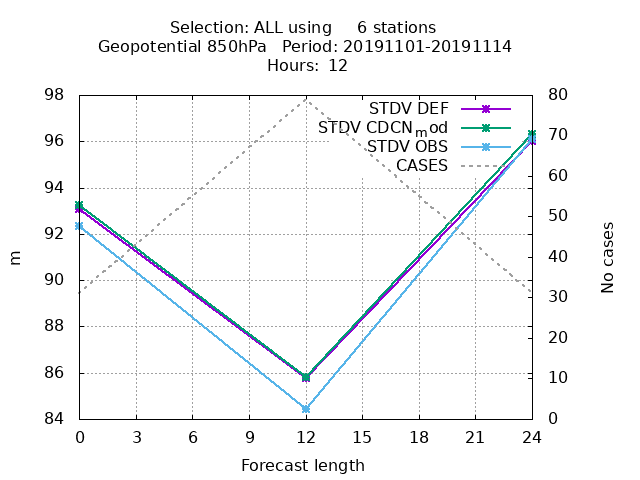 Selection: ALL using     6 stations
Geopotential 850hPa   Period: 20191101-20191114
Hours:  12
98 80
STDV DEF
STDV CDCNmod
STDV OBS
CASES
96 70
94 60
92 50
90 40
88 30
86 20
84 10
0
m
No cases
0 3 6 9 12 15 18 21 24
Forecast length